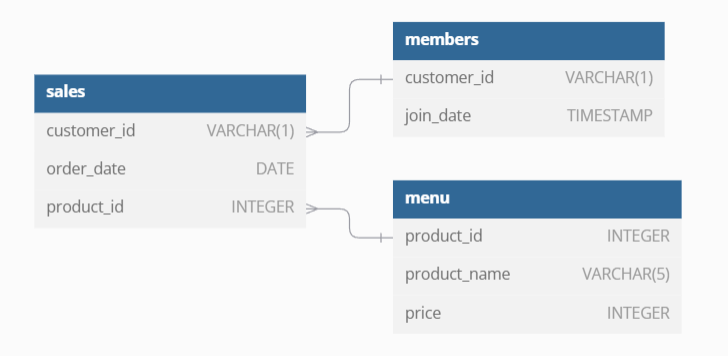 sales
customer_id VARCHAR(1)
order_date DATE
product_id INTEGER
members
customer_id VARCHAR(1)
join_date TIMESTAMP
menu
product_id INTEGER
product_name VARCHAR(5)
price INTEGER